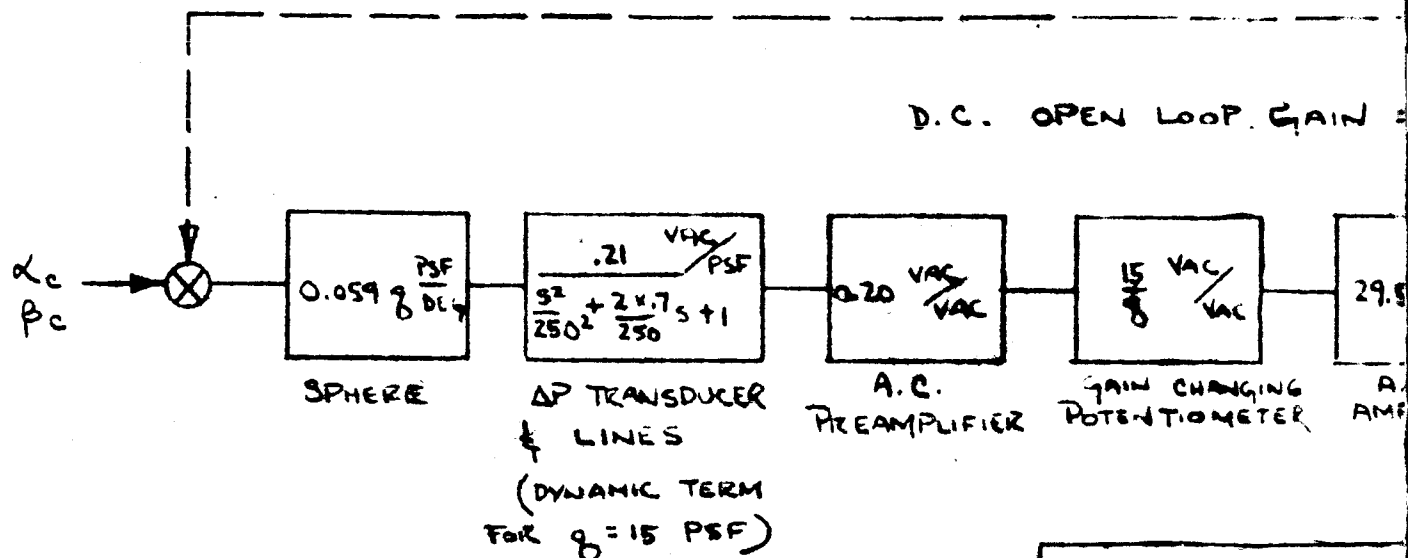 D.C. OPEN LOOP GAIN =
αc
βc
0.059 q PSF/DEG
.21 VAC/PSF
s²/250² + 2x.7/250 s + 1
0.20 VAC/VAC
15/q VAC/VAC
29.5
SPHERE
ΔP TRANSDUCER
& LINES
(DYNAMIC TERM
FOR q = 15 PSF)
A.C.
PREAMPLIFIER
GAIN CHANGING
POTENTIOMETER
A.
AMP